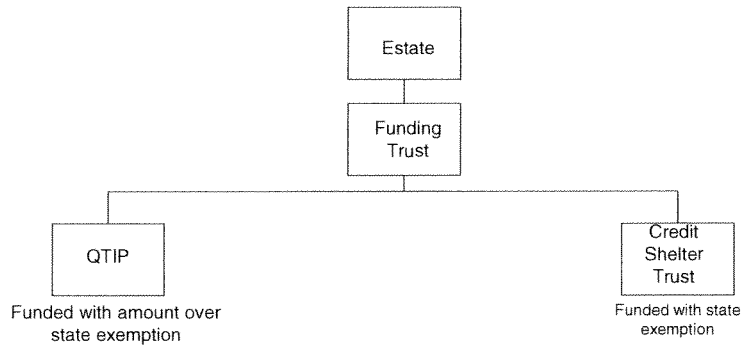 Estate
Funding
Trust
QTIP
Funded with amount over
state exemption
Credit
Shelter
Trust
Funded with state
exemption